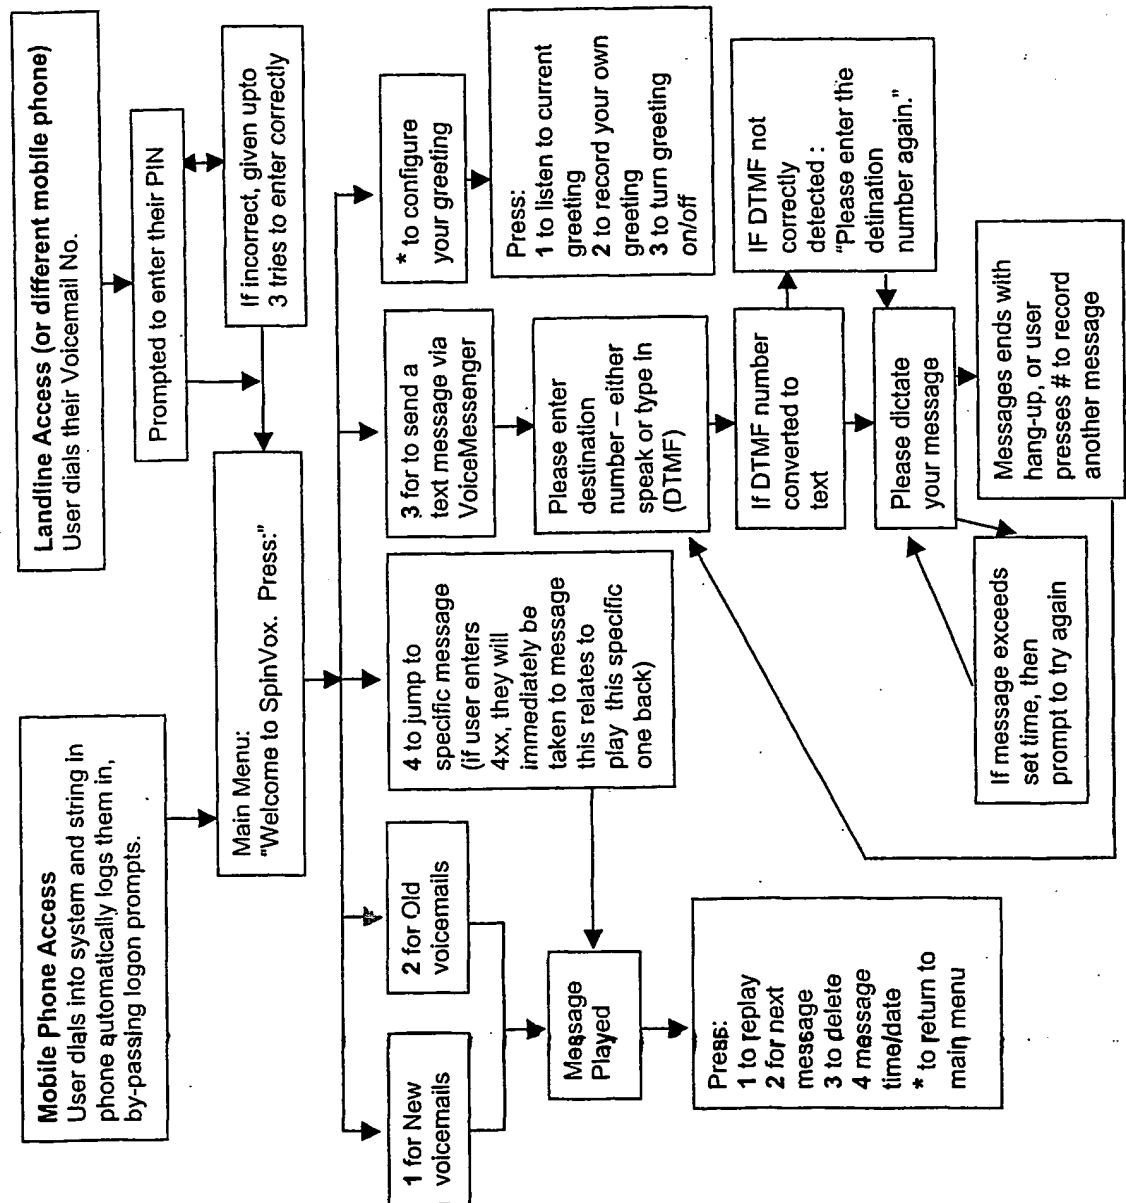 Mobile Phone Access
User dials into system and string in
phone automatically logs them in,
by-passing logon prompts.
Landline Access (or different mobile phone)
User dials their Voicemail No.
Prompted to enter their PIN
If incorrect, given upto
3 tries to enter correctly
Main Menu:
"Welcome to SpinVox. Press:"
1 for New
voicemails
2 for Old
voicemails
4 to jump to
specific message
(if user enters
4xx, they will
immediately be
taken to message
this relates to
play this specific
one back)
3 for to send a
text message via
VoiceMessenger
* to configure
your greeting
Message
Played
Press:
1 to replay
2 for next
message
3 to delete
4 message
time/date
* to return to
main menu
Please enter
destination
number – either
speak or type in
(DTMF)
Press:
1 to listen to current
greeting
2 to record your own
greeting
3 to turn greeting
on/off
If DTMF number
converted to
text
IF DTMF not
correctly
detected :
"Please enter the
detination
number again."
Please dictate
your message
If message exceeds
set time, then
prompt to try again
Messages ends with
hang-up, or user
presses # to record
another message